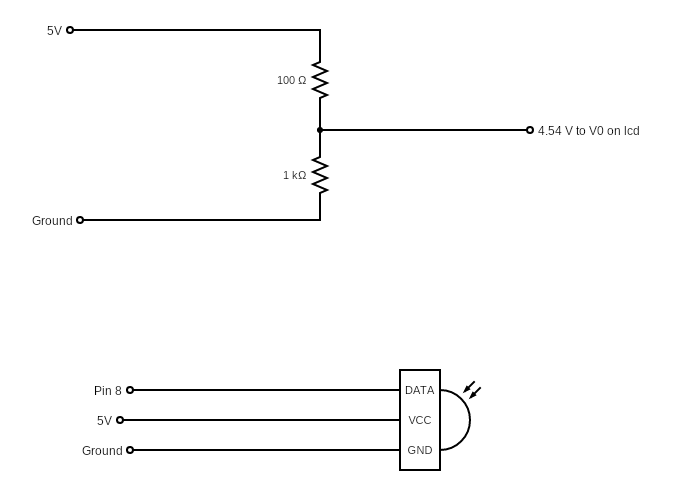 5V
100 Ω
4.54 V to V0 on lcd
1 kΩ
Ground
Pin 8
DATA
5V
VCC
Ground
GND